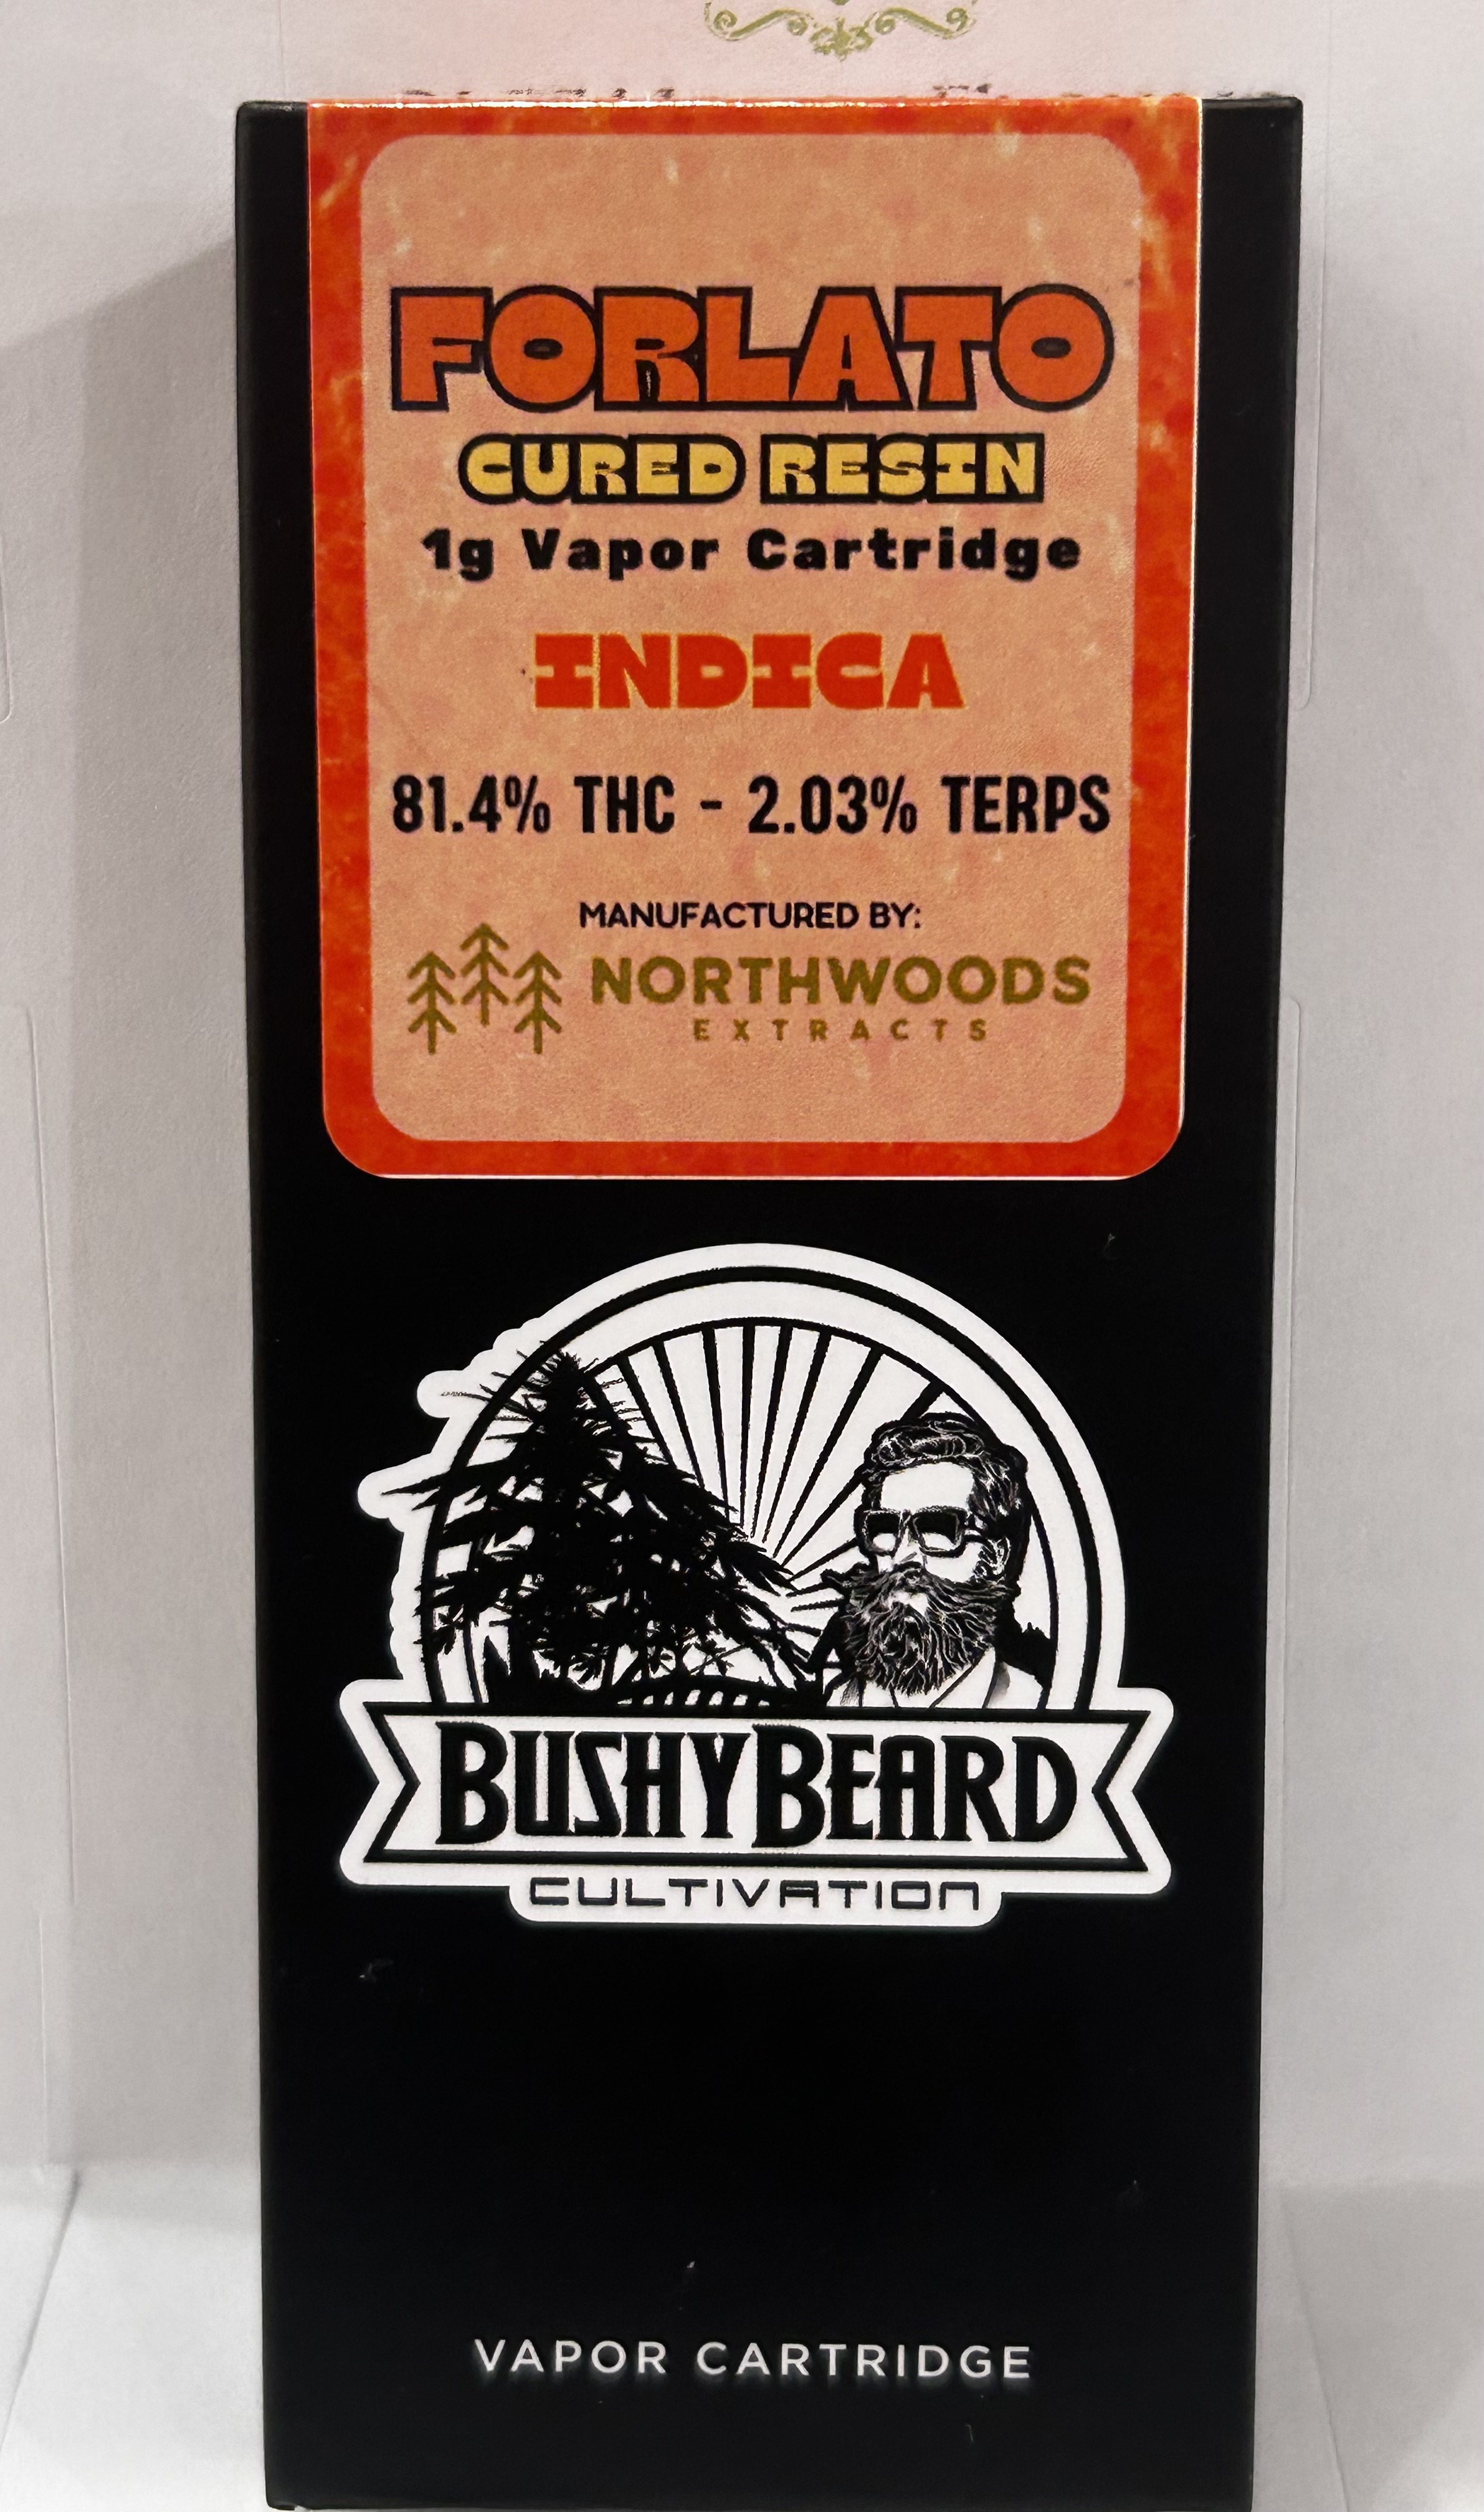 FORLATO
CURED RESIN
1g Vapor Cartridge
INDICA
81.4% THC - 2.03% TERPS
MANUFACTURED BY:
NORTHWOODS
EXTRACTS
BUSHYBEARD
CULTIVATION
VAPOR CARTRIDGE